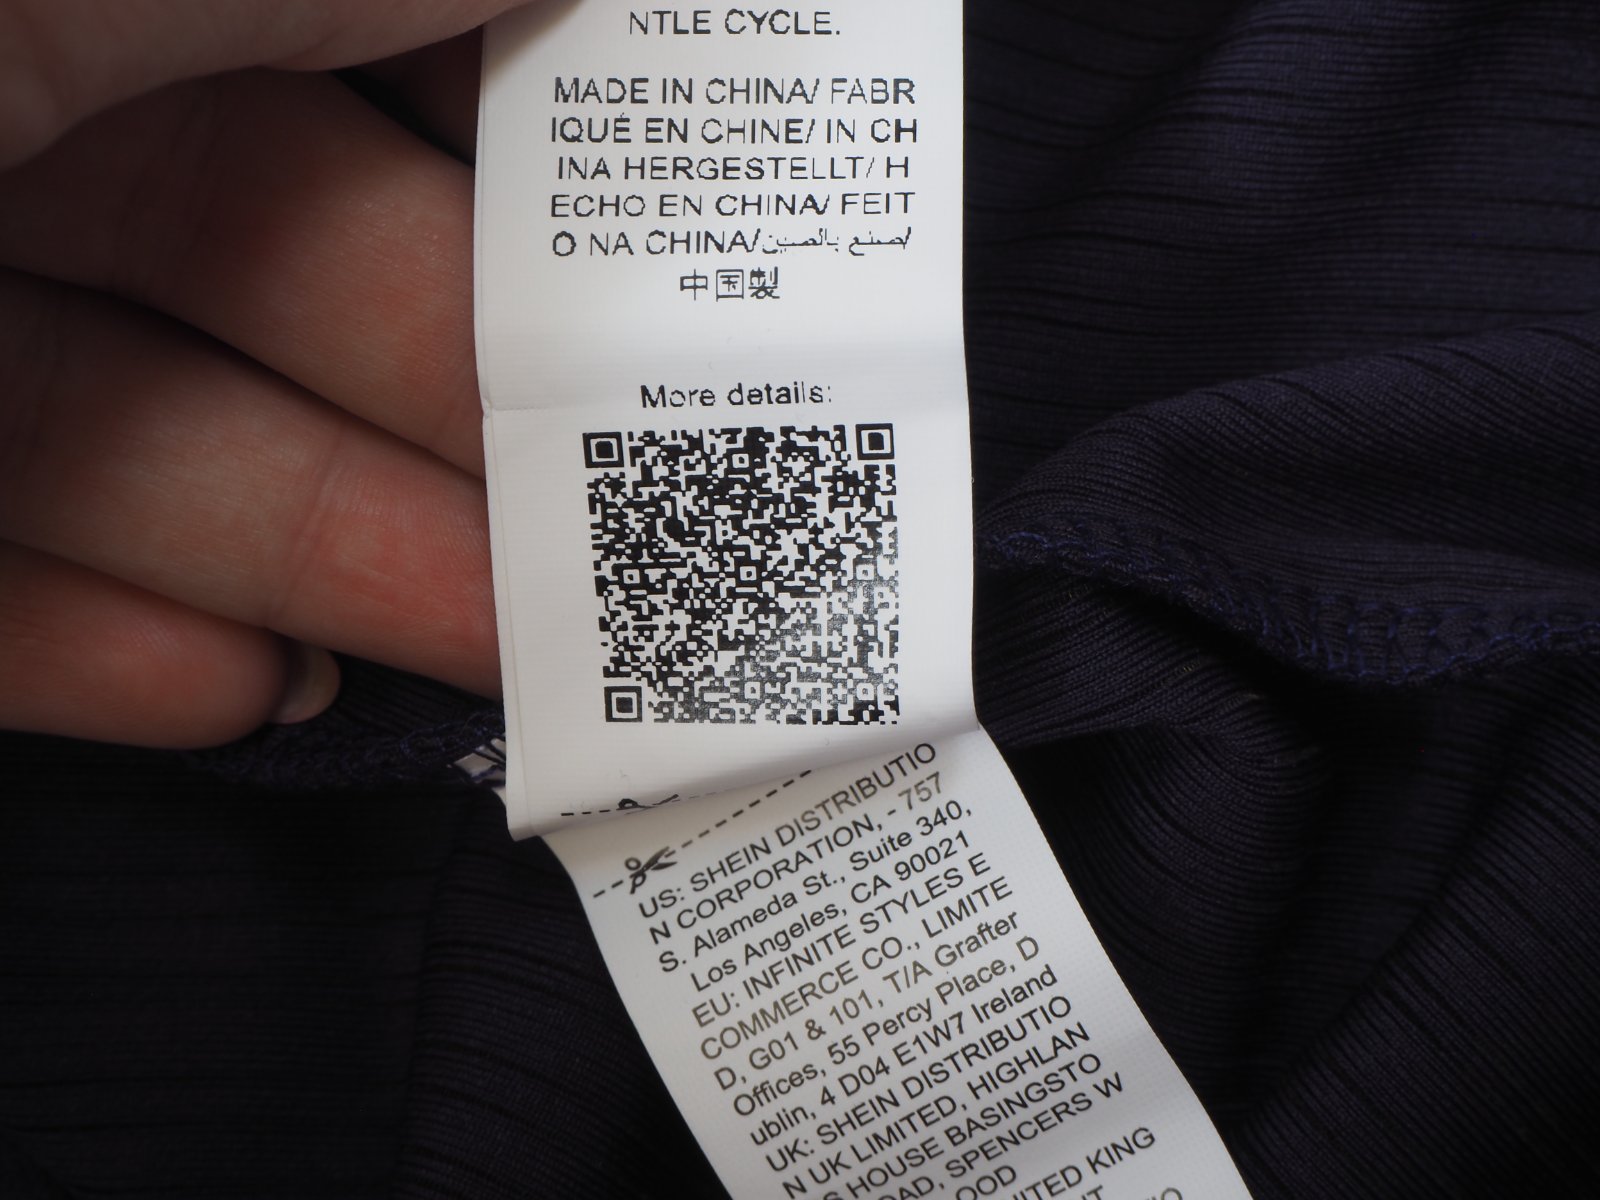 NTLE CYCLE.
MADE IN CHINA/ FABR
IQUÉ EN CHINE/ IN CH
INA HERGESTELLT/ H
ECHO EN CHINA/ FEIT
O NA CHINA/صنع بالصين/
中国製
More details:
US: SHEIN DISTRIBUTIO
N CORPORATION, - 757
S. Alameda St., Suite 340,
Los Angeles, CA 90021
EU: INFINITE STYLES E
COMMERCE CO., LIMITE
D, G01 & 101, T/A Grafter
Offices, 55 Percy Place, D
ublin, 4 D04 E1W7 Ireland
UK: SHEIN DISTRIBUTIO
N UK LIMITED, HIGHLAN
S HOUSE BASINGSTO
OAD, SPENCERS W
OOD
NITED KING